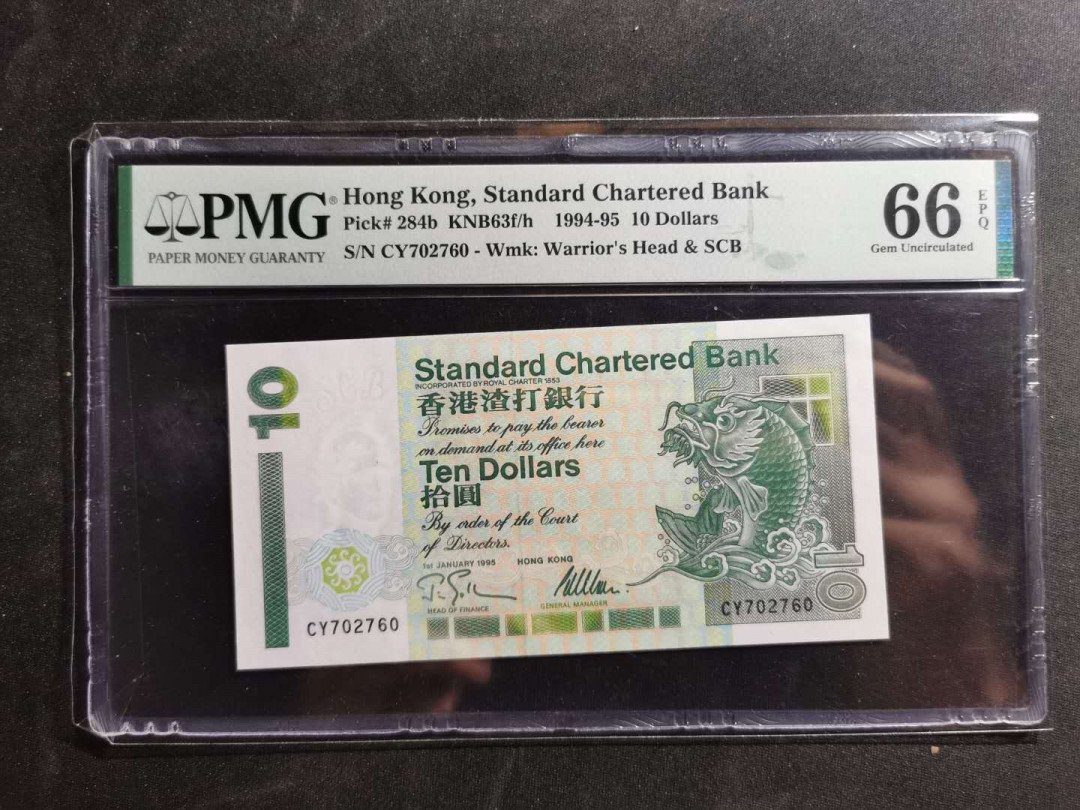 PMG®
PAPER MONEY GUARANTY
Hong Kong, Standard Chartered Bank
Pick# 284b KNB63f/h 1994-95 10 Dollars
S/N CY702760 - Wmk: Warrior's Head & SCB
66
EPQ
Gem Uncirculated
10
Standard Chartered Bank
INCORPORATED BY ROYAL CHARTER 1853
香港渣打銀行
Promises to pay the bearer
on demand at its office here
Ten Dollars
拾圓
By order of the Court
of Directors.
1st JANUARY 1995 HONG KONG
HEAD OF FINANCE GENERAL MANAGER
CY702760
CY702760
10